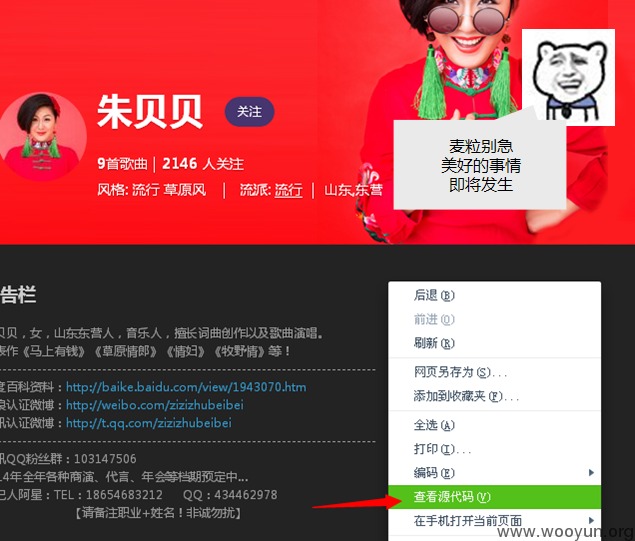 朱贝贝
关注
9首歌曲 | 2146 人关注
风格: 流行 草原风 | 流派: 流行 | 山东,东营
麦粒别急
美好的事情
即将发生
告栏
贝贝，女，山东东营人，音乐人，擅长词曲创作以及歌曲演唱。
表作《马上有钱》《草原情郎》《情妇》《牧野情》等！
度百科资料：http://baike.baidu.com/view/1943070.htm
浪认证微博：http://weibo.com/zizizhubeibei
讯认证微博：http://t.qq.com/zizizhubeibei
讯QQ粉丝群：103147506
14年全年各种商演、代言、年会等档期预定中...
纪人阿星：TEL：18654683212 QQ：434462978
【请备注职业+姓名！非诚勿扰】
后退(B)
前进(O)
刷新(R)
网页另存为(S)...
添加到收藏夹(F)...
全选(A)
打印(I)...
编码(E)
查看源代码(V)
在手机打开当前页面
www.wooyun.org